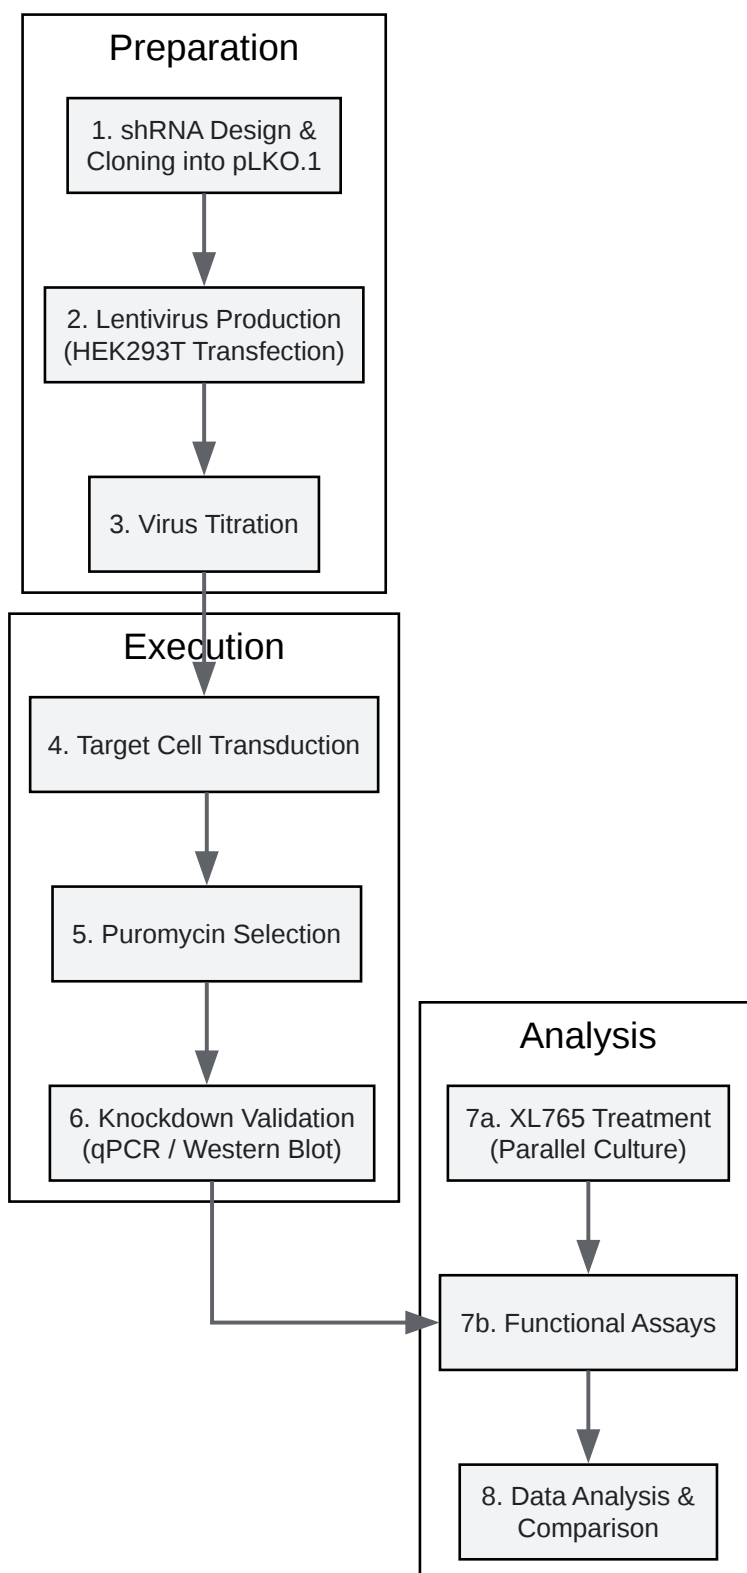 Preparation
1. shRNA Design &
Cloning into pLKO.1
2. Lentivirus Production
(HEK293T Transfection)
3. Virus Titration
Execution
4. Target Cell Transduction
5. Puromycin Selection
6. Knockdown Validation
(qPCR / Western Blot)
Analysis
7a. XL765 Treatment
(Parallel Culture)
7b. Functional Assays
8. Data Analysis &
Comparison